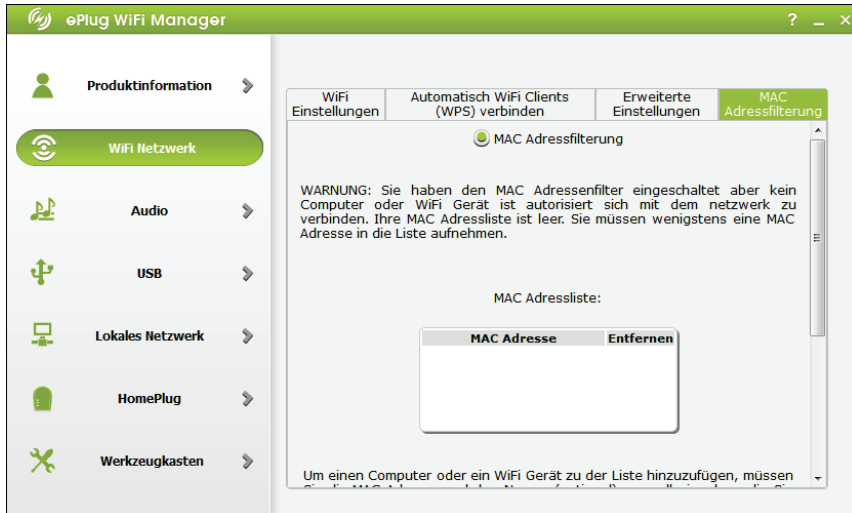 ePlug WiFi Manager
? _ ×
Produktinformation
WiFi Netzwerk
Audio
USB
Lokales Netzwerk
HomePlug
Werkzeugkasten
WiFi Einstellungen
Automatisch WiFi Clients (WPS) verbinden
Erweiterte Einstellungen
MAC Adressfilterung
MAC Adressfilterung
WARNUNG: Sie haben den MAC Adressenfilter eingeschaltet aber kein
Computer oder WiFi Gerät ist autorisiert sich mit dem netzwerk zu
verbinden. Ihre MAC Adressliste ist leer. Sie müssen wenigstens eine MAC
Adresse in die Liste aufnehmen.
MAC Adressliste:
MAC Adresse Entfernen
Um einen Computer oder ein WiFi Gerät zu der Liste hinzuzufügen, müssen